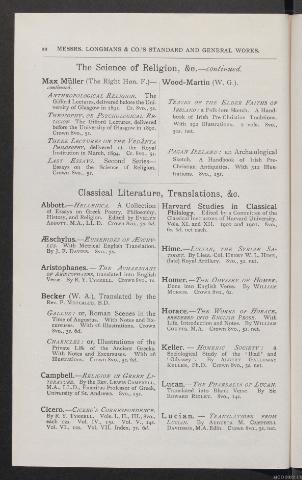 22 MESSRS. LONGMANS & CO'S STANDARD AND GENERAL WORKS.
The Science of Religion, &c.—continued.
Max Müller (The Right Hon. F.)—
continued.
ANTHROPOLOGICAL RELIGION. The
Gifford Lectures, delivered before the Uni-
versity of Glasgow in 1891. Cr. 8vo., 5s.
THEOSOPHY, OR PSYCHOLOGICAL RE-
LIGION. The Gifford Lectures, delivered
before the University of Glasgow in 1892.
Crown 8vo., 5s.
THREE LECTURES ON THE VEDÂNTA
PHILOSOPHY, delivered at the Royal
Institution in March, 1894. Cr. 8vo., 5s.
LAST ESSAYS. Second Series—
Essays on the Science of Religion.
Crown 8vo., 5s.
Wood-Martin (W. G.).
TRACES OF THE ELDER FAITHS OF
IRELAND: a Folk-lore Sketch. A Hand-
book of Irish Pre-Christian Traditions.
With 192 Illustrations. 2 vols. 8vo.,
30s. net.
PAGAN IRELAND: an Archæological
Sketch. A Handbook of Irish Pre-
Christian Antiquities. With 512 Illus-
trations. 8vo., 15s.
Classical Literature, Translations, &c.
Abbott.—HELLENICA. A Collection
of Essays on Greek Poetry, Philosophy,
History, and Religion. Edited by EVELYN
ABBOTT, M.A., LL.D. Crown 8vo., 7s. 6d.
Æschylus.—EUMENIDES OF ÆSCHY-
LUS. With Metrical English Translation.
By J. F. DAVIES. 8vo., 7s.
Aristophanes.—THE ACHARNIANS
OF ARISTOPHANES, translated into English
Verse. By R. Y. TYRRELL. Crown 8vo., 1s.
Becker (W. A.), Translated by the
Rev. F. METCALFE, B.D.
GALLUS: or, Roman Scenes in the
Time of Augustus. With Notes and Ex-
cursuses. With 26 Illustrations. Crown
8vo., 3s. 6d.
CHARICLES: or, Illustrations of the
Private Life of the Ancient Greeks.
With Notes and Excursuses. With 26
Illustrations. Crown 8vo., 3s. 6d.
Campbell.—RELIGION IN GREEK LI-
TERATURE. By the Rev. LEWIS CAMPBELL,
M.A., LL.D., Emeritus Professor of Greek,
University of St. Andrews. 8vo., 15s.
Cicero.—CICERO'S CORRESPONDENCE.
By R. Y. TYRRELL. Vols. I., II., III., 8vo.,
each 12s. Vol. IV., 15s. Vol. V., 14s.
Vol. VI., 12s. Vol. VII. Index, 7s. 6d.
Harvard Studies in Classical
Philology. Edited by a Committee of the
Classical Instructors of Harvard University.
Vols. XI. and XII. 1900 and 1901. 8vo.,
6s. 6d. net each.
Hime.—LUCIAN, THE SYRIAN SA-
TIRIST. By Lieut. Col. HENRY W. L. HIME,
(late) Royal Artillery. 8vo., 5s. net.
Homer.—THE ODYSSEY OF HOMER.
Done into English Verse. By WILLIAM
MORRIS. Crown 8vo., 6s.
Horace.—THE WORKS OF HORACE,
RENDERED INTO ENGLISH PROSE. With
Life, Introduction and Notes. By WILLIAM
COUTTS, M.A. Crown 8vo., 5s. net.
Keller.—HOMERIC SOCIETY: a
Sociological Study of the 'Iliad' and
'Odyssey'. By ALBERT GALLOWAY
KELLER, Ph.D. Crown 8vo., 5s. net.
Lucan.—THE PHARSALIA OF LUCAN.
Translated into Blank Verse. By SIR
EDWARD RIDLEY. 8vo., 14s.
Lucian.—TRANSLATIONS FROM
LUCIAN. By AUGUSTA M. CAMPBELL
DAVIDSON, M.A. Edin. Crown 8vo., 5s. net.